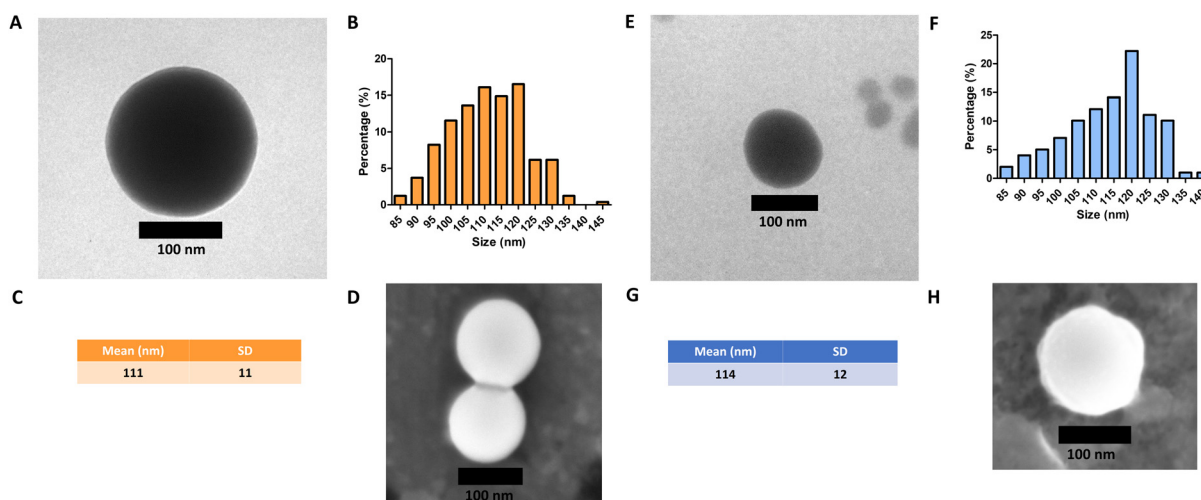 A
100 nm
B
Percentage (%)
20
15
10
5
0
85 90 95 100 105 110 115 120 125 130 135 140 145
Size (nm)
C
Mean (nm) SD
111 11
D
100 nm
E
100 nm
F
Percentage (%)
25
20
15
10
5
0
85 90 95 100 105 110 115 120 125 130 135 140
Size (nm)
G
Mean (nm) SD
114 12
H
100 nm